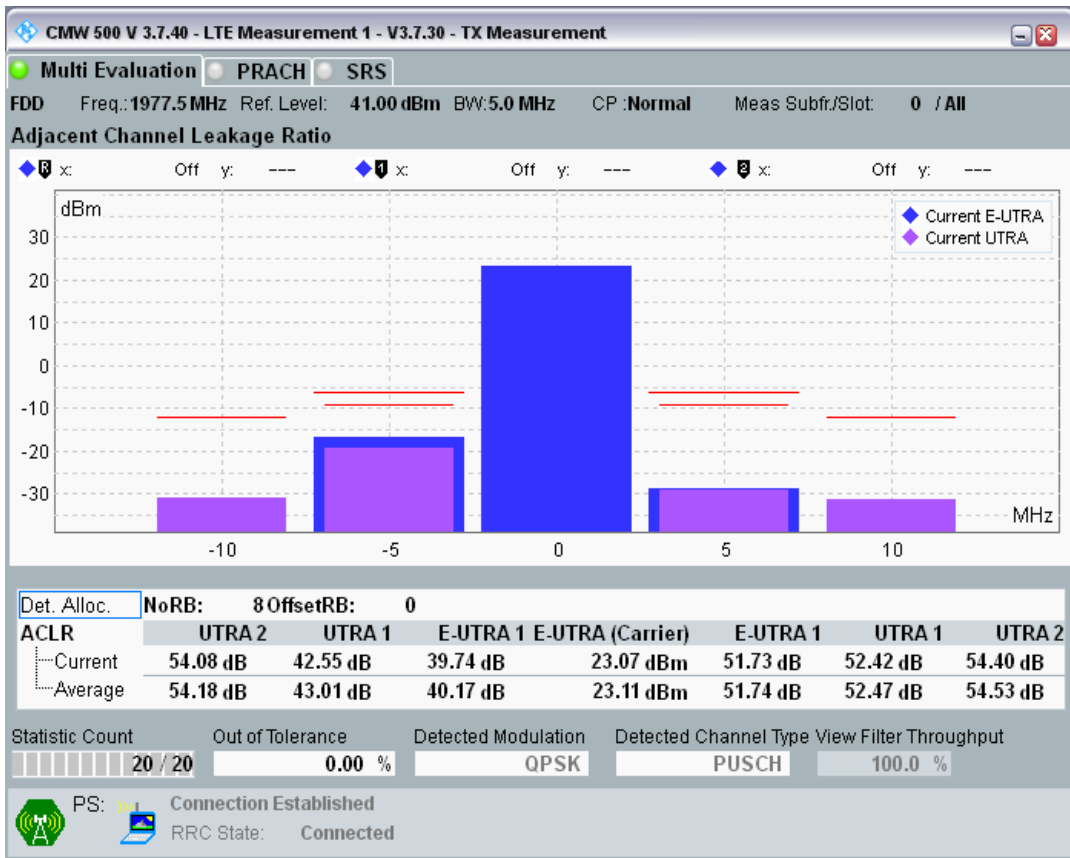 CMW 500 V 3.7.40 - LTE Measurement 1 - V3.7.30 - TX Measurement
Multi Evaluation PRACH SRS
FDD Freq.: 1977.5 MHz Ref. Level: 41.00 dBm BW: 5.0 MHz CP : Normal Meas Subfr./Slot: 0 / All
Adjacent Channel Leakage Ratio
R x: Off y: --- 1 x: Off y: --- 2 x: Off y: ---
dBm
Current E-UTRA
Current UTRA
30
20
10
0
-10
-20
-30
MHz
-10 -5 0 5 10
Det. Alloc. NoRB: 8 OffsetRB: 0
ACLR UTRA 2 UTRA 1 E-UTRA 1 E-UTRA (Carrier) E-UTRA 1 UTRA 1 UTRA 2
Current 54.08 dB 42.55 dB 39.74 dB 23.07 dBm 51.73 dB 52.42 dB 54.40 dB
Average 54.18 dB 43.01 dB 40.17 dB 23.11 dBm 51.74 dB 52.47 dB 54.53 dB
Statistic Count Out of Tolerance Detected Modulation Detected Channel Type View Filter Throughput
20 / 20 0.00 % QPSK PUSCH 100.0 %
PS: Connection Established
RRC State: Connected